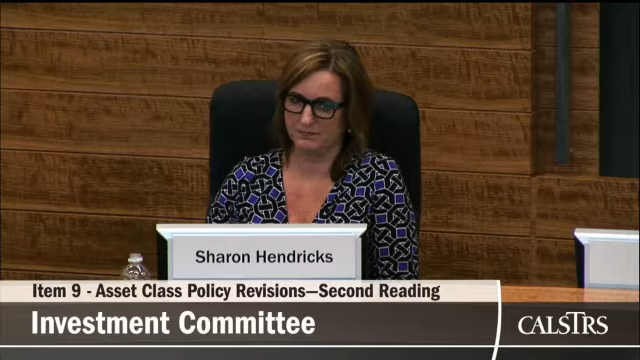 Sharon Hendricks
Item 9 - Asset Class Policy Revisions—Second Reading
Investment Committee
CALSTRS